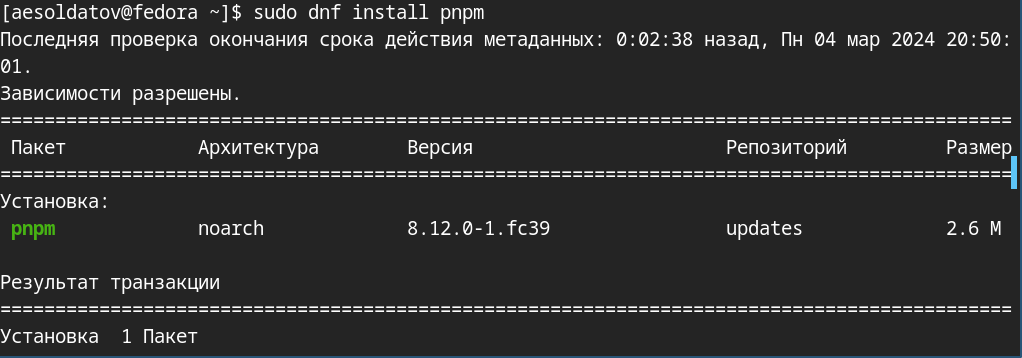 [aesoldatov@fedora ~]$ sudo dnf install pnpm
Последняя проверка окончания срока действия метаданных: 0:02:38 назад, Пн 04 мар 2024 20:50:
01.
Зависимости разрешены.
============================================================================================
Пакет Архитектура Версия Репозиторий Размер
============================================================================================
Установка:
pnpm noarch 8.12.0-1.fc39 updates 2.6 M
Результат транзакции
============================================================================================
Установка  1 Пакет